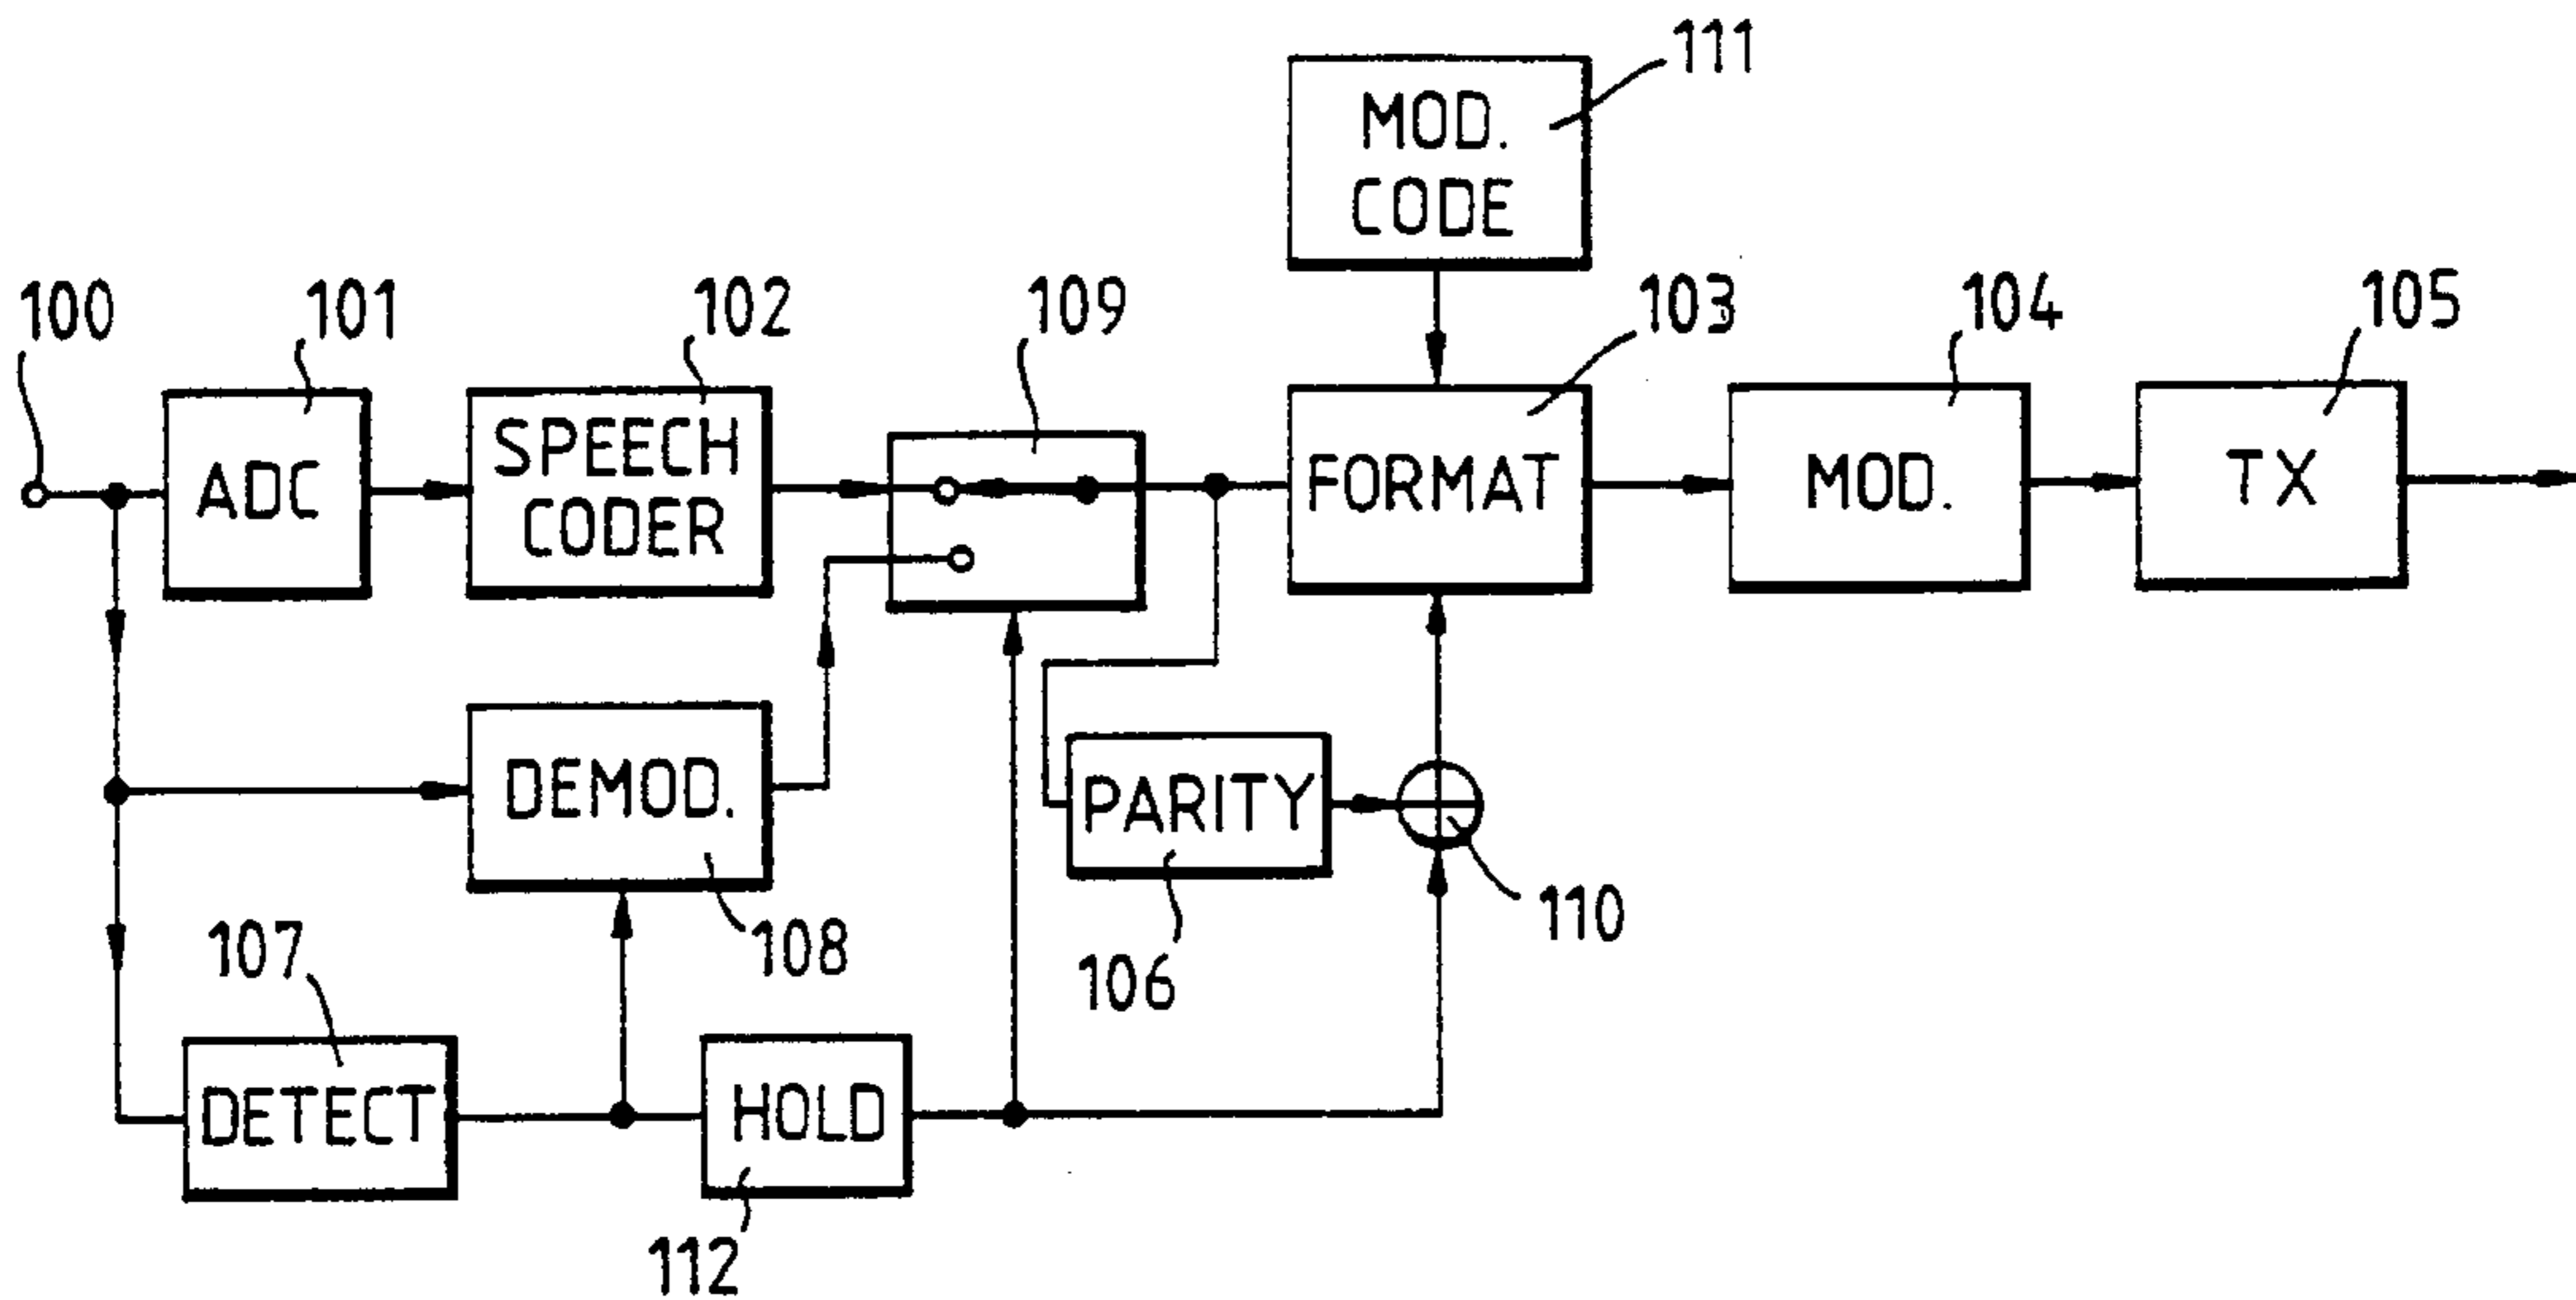 111
MOD.
CODE
100
101
102
109
103
104
105
ADC
SPEECH
CODER
FORMAT
MOD.
TX
DEMOD.
PARITY
107
108
106
110
DETECT
HOLD
112